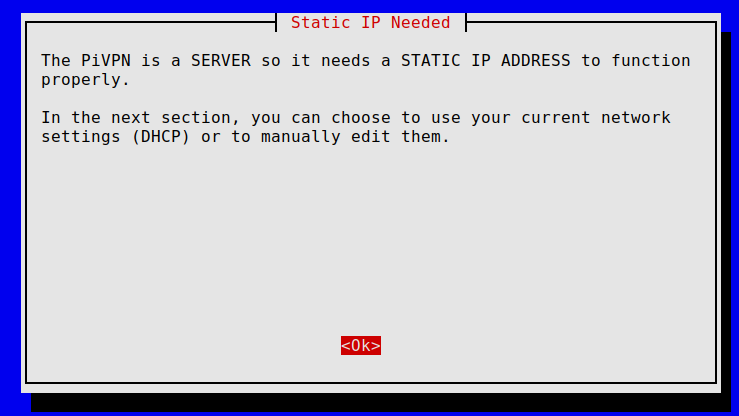 Static IP Needed
The PiVPN is a SERVER so it needs a STATIC IP ADDRESS to function
properly.
In the next section, you can choose to use your current network
settings (DHCP) or to manually edit them.
<Ok>